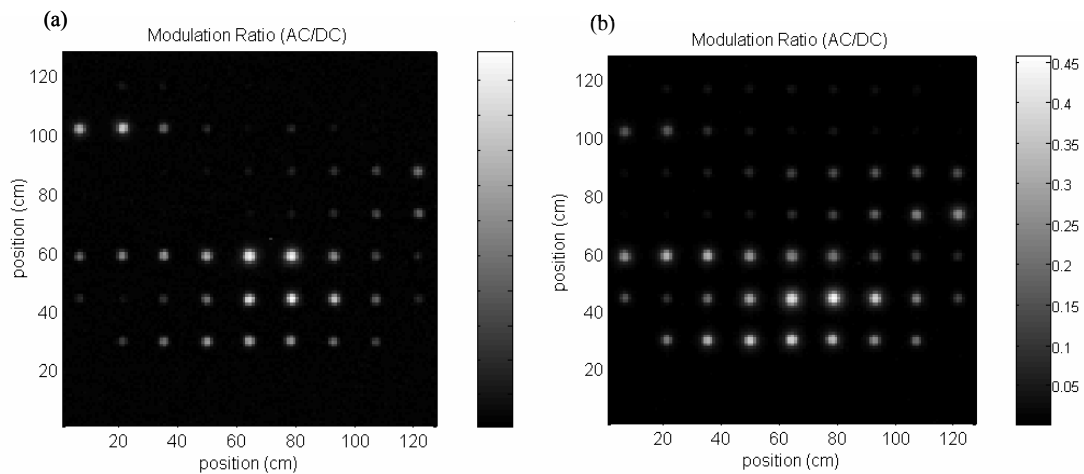 (a)
Modulation Ratio (AC/DC)
120
100
80
60
40
20
position (cm)
20 40 60 80 100 120
position (cm)
(b)
Modulation Ratio (AC/DC)
120
100
80
60
40
20
position (cm)
20 40 60 80 100 120
position (cm)
0.45
0.4
0.35
0.3
0.25
0.2
0.15
0.1
0.05